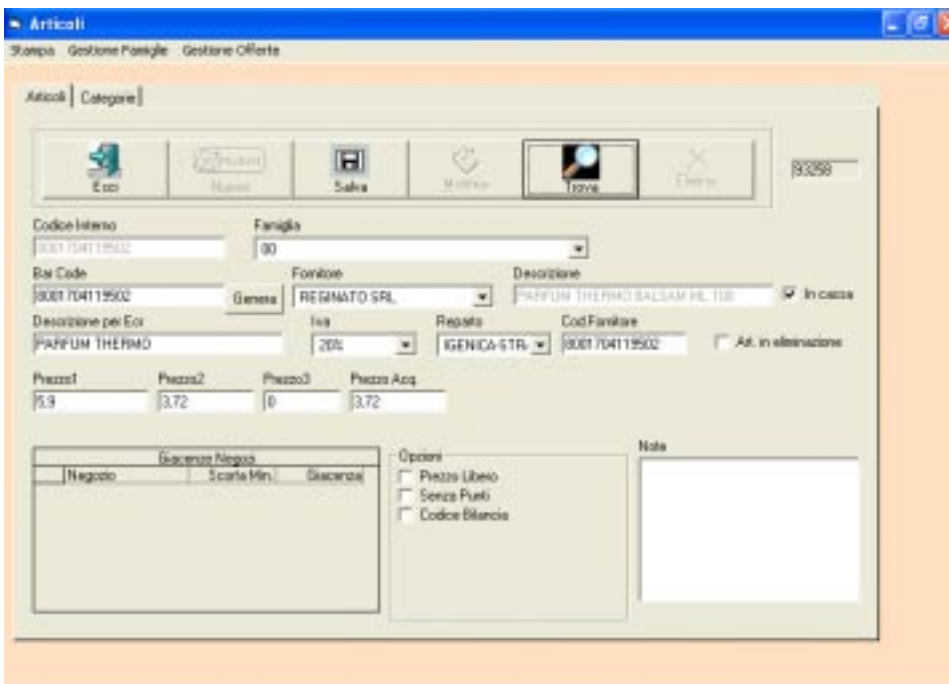 Articoli
Stampa Gestione Famiglie Gestione Offerte
Articoli Categorie
Esci Nuovo Salva Modifica Trova Elimina
93258
Codice Interno Famiglia
8001704119502 00
Bar Code Fornitore Descrizione
8001704119502 Genera REGINATO SRL PARFUM THERMO BALSAM ML 100 In cassa
Descrizione per Ecr Iva Reparto Cod.Fornitore
PARFUM THERMO 20% IGENICA-STR 8001704119502 Art. in eliminazione
Prezzo1 Prezzo2 Prezzo3 Prezzo Acq.
5,9 3,72 0 3,72
Giacenze Negozi Opzioni Note
Negozio Scorta Min. Giacenza Prezzo Libero
Senza Punti
Codice Bilancia